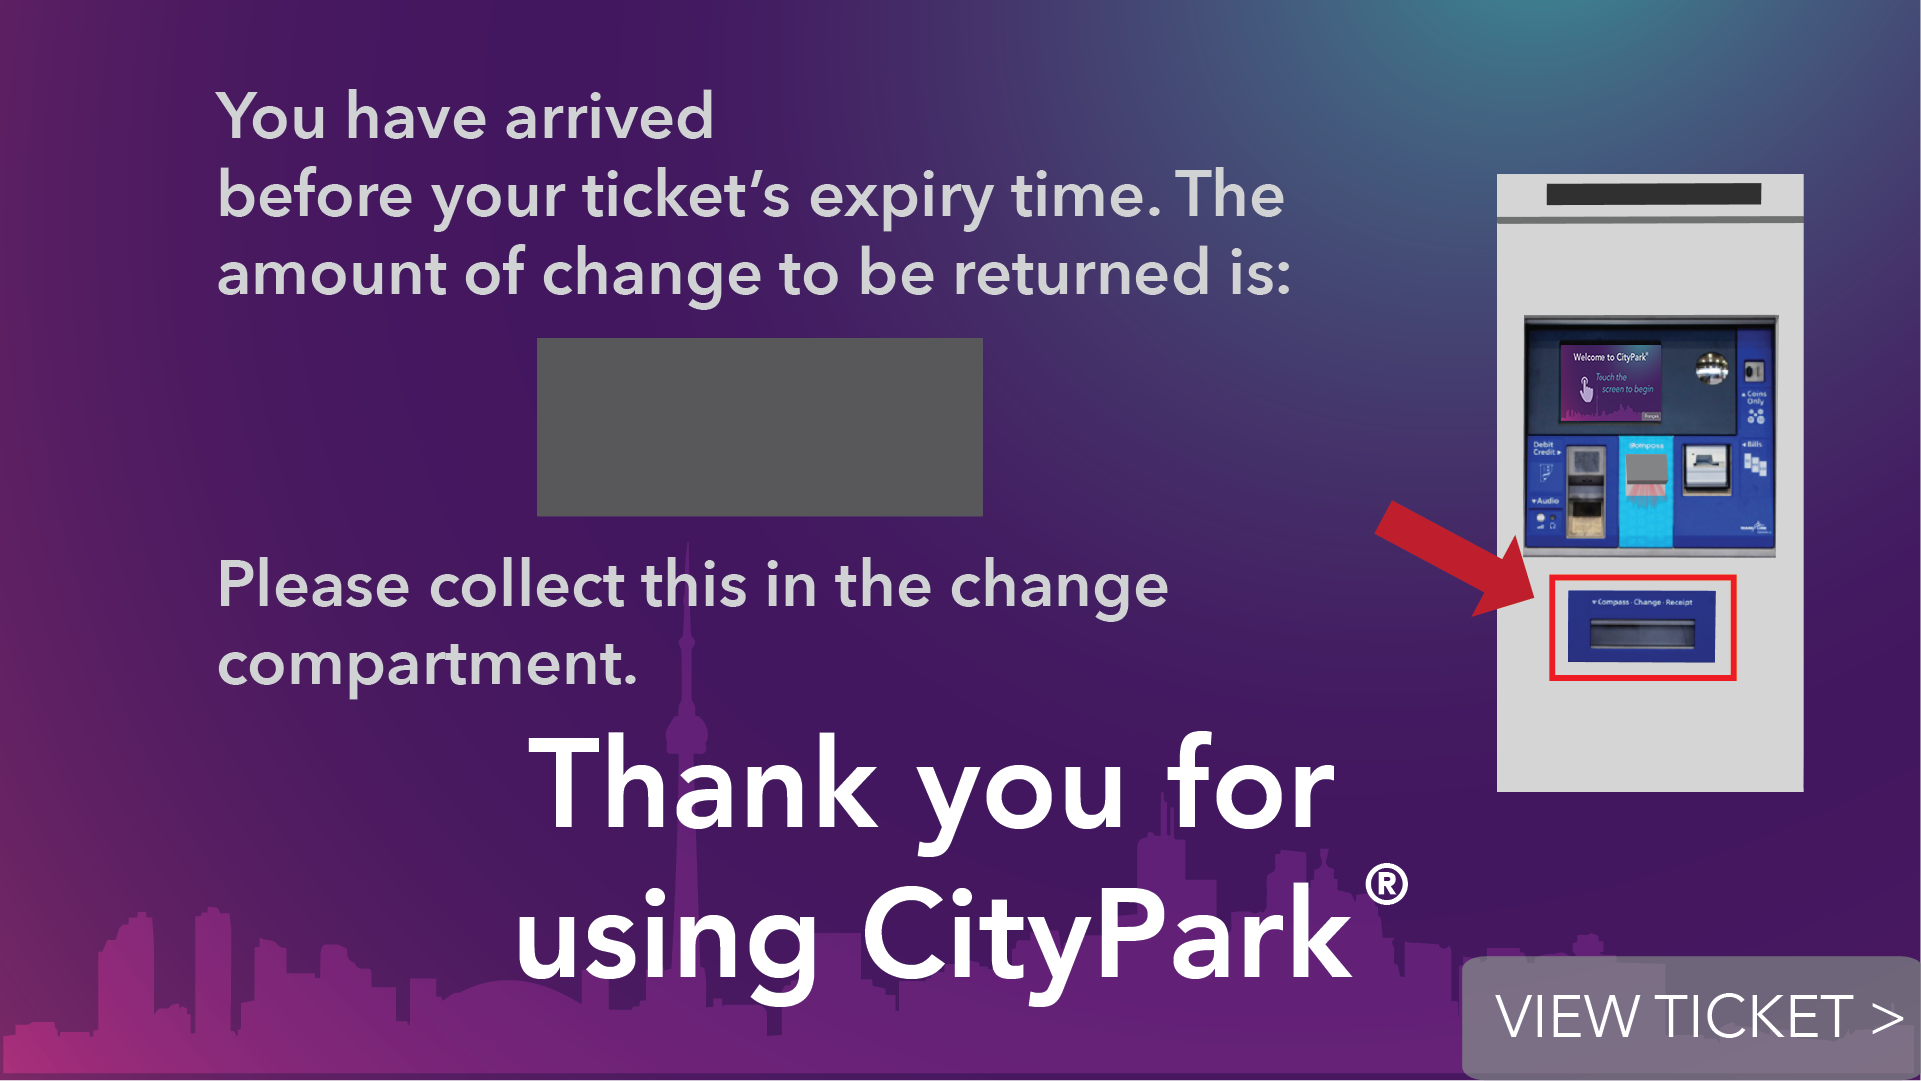 You have arrived
before your ticket’s expiry time. The
amount of change to be returned is:
Please collect this in the change
compartment.
Thank you for
using CityPark®
VIEW TICKET >
Welcome to CityPark®
Touch the
screen to begin
Français
Coins
Only
Debit
Credit
compass
Bills
Audio
Compass · Change · Receipt